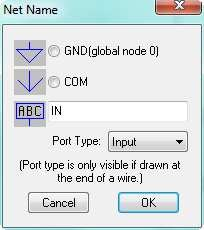 Net Name
GND(global node 0)
COM
ABC IN
Port Type: Input
(Port type is only visible if drawn at
the end of a wire.)
Cancel OK